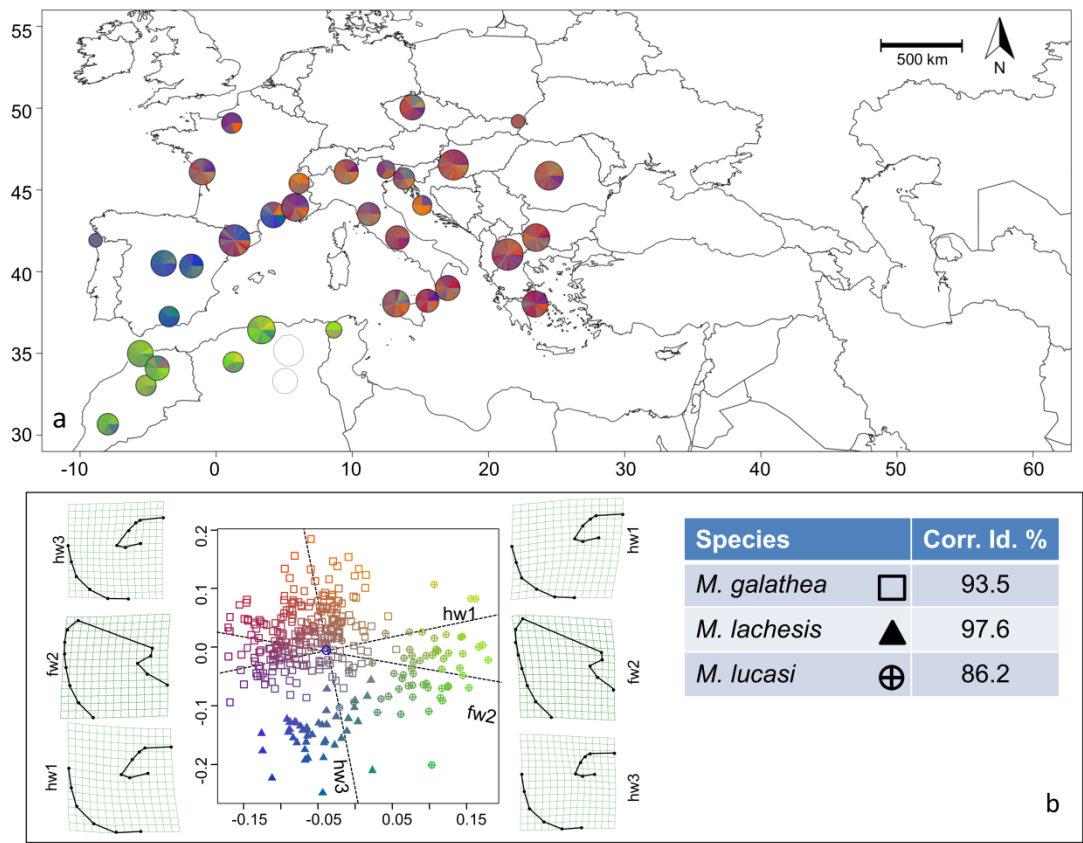 55
50
45
40
35
30
500 km
N
a
-10
0
10
20
30
40
50
60
hw3
fw2
hw1
0.2
0.1
0.0
-0.1
-0.2
hw1
fw2
hw3
-0.15
-0.05
0.05
0.15
hw1
fw2
hw3
Species Corr. Id. %
M. galathea 93.5
M. lachesis 97.6
M. lucasi 86.2
b